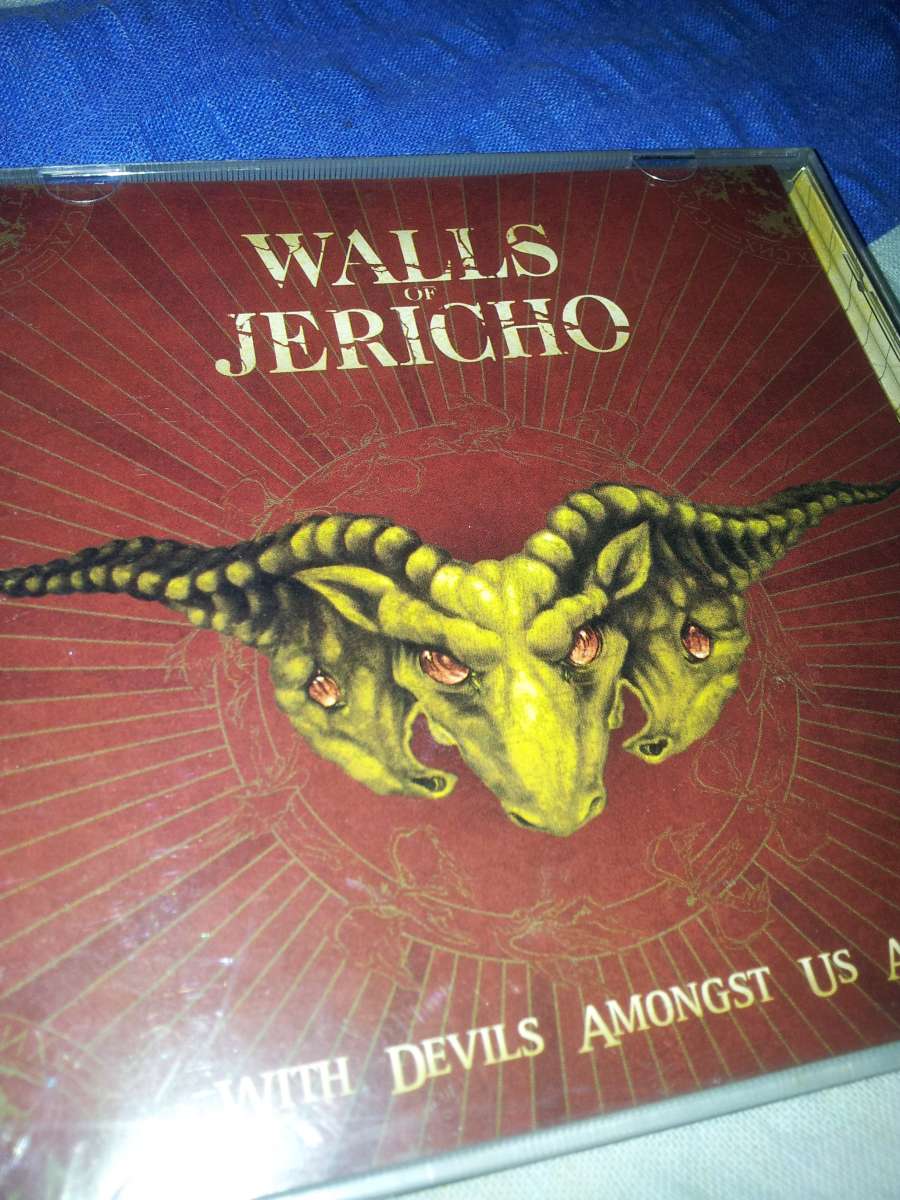 WALLS
OF
JERICHO
WITH DEVILS AMONGST US A